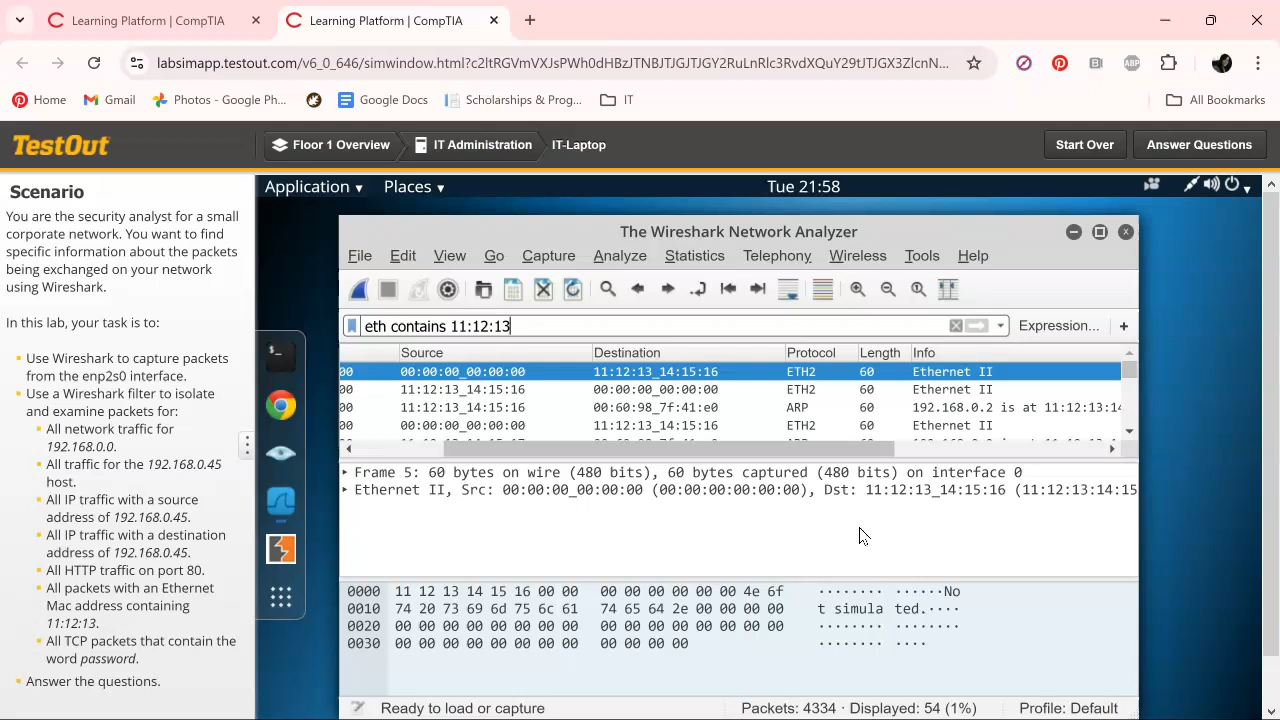 Learning Platform | CompTIA
Learning Platform | CompTIA
labsimapp.testout.com/v6_0_646/simwindow.html?c2ltRGVmVXJsPWh0dHBzJTNBJTJGJTJGY2RuLnRlc3RvdXQuY29tJTJGX3ZlcnN...
Home
Gmail
Photos - Google Ph...
Google Docs
Scholarships & Prog...
IT
All Bookmarks
TestOut
Floor 1 Overview
IT Administration
IT-Laptop
Start Over
Answer Questions
Scenario
You are the security analyst for a small
corporate network. You want to find
specific information about the packets
being exchanged on your network
using Wireshark.
In this lab, your task is to:
Use Wireshark to capture packets
from the enp2s0 interface.
Use a Wireshark filter to isolate
and examine packets for:
All network traffic for
192.168.0.0.
All traffic for the 192.168.0.45
host.
All IP traffic with a source
address of 192.168.0.45.
All IP traffic with a destination
address of 192.168.0.45.
All HTTP traffic on port 80.
All packets with an Ethernet
Mac address containing
11:12:13.
All TCP packets that contain the
word password.
Answer the questions.
Application
Places
Tue 21:58
The Wireshark Network Analyzer
File Edit View Go Capture Analyze Statistics Telephony Wireless Tools Help
eth contains 11:12:13
Expression... +
Source Destination Protocol Length Info
00 00:00:00_00:00:00 11:12:13_14:15:16 ETH2 60 Ethernet II
00 11:12:13_14:15:16 00:00:00_00:00:00 ETH2 60 Ethernet II
00 11:12:13_14:15:16 00:60:98_7f:41:e0 ARP 60 192.168.0.2 is at 11:12:13:14
00 00:00:00_00:00:00 11:12:13_14:15:16 ETH2 60 Ethernet II
Frame 5: 60 bytes on wire (480 bits), 60 bytes captured (480 bits) on interface 0
Ethernet II, Src: 00:00:00_00:00:00 (00:00:00:00:00:00), Dst: 11:12:13_14:15:16 (11:12:13:14:15
0000 11 12 13 14 15 16 00 00 00 00 00 00 00 00 4e 6f ········ ······No
0010 74 20 73 69 6d 75 6c 61 74 65 64 2e 00 00 00 00 t simula ted.····
0020 00 00 00 00 00 00 00 00 00 00 00 00 00 00 00 00 ········ ········
0030 00 00 00 00 00 00 00 00 00 00 00 00 ········ ····
Ready to load or capture
Packets: 4334 · Displayed: 54 (1%)
Profile: Default